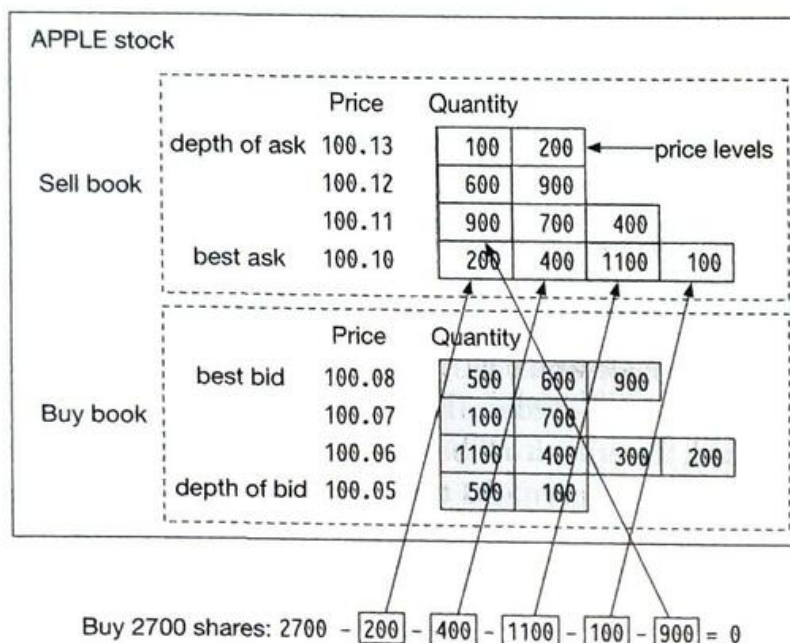 APPLE stock
Price Quantity
depth of ask 100.13 100 200 price levels
Sell book 100.12 600 900
100.11 900 700 400
best ask 100.10 200 400 1100 100
Price Quantity
best bid 100.08 500 600 900
Buy book 100.07 100 700
100.06 1100 400 300 200
depth of bid 100.05 500 100
Buy 2700 shares: 2700 - 200 - 400 - 1100 - 100 - 900 = 0